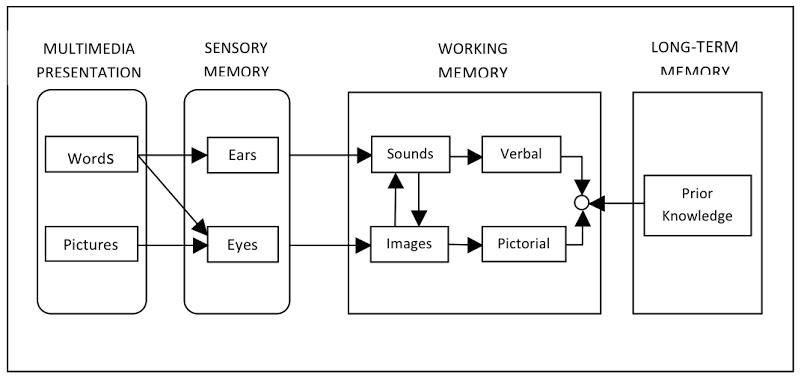 MULTIMEDIA
PRESENTATION
SENSORY
MEMORY
WORKING
MEMORY
LONG-TERM
MEMORY
WordS
Ears
Sounds
Verbal
Prior
Knowledge
Pictures
Eyes
Images
Pictorial